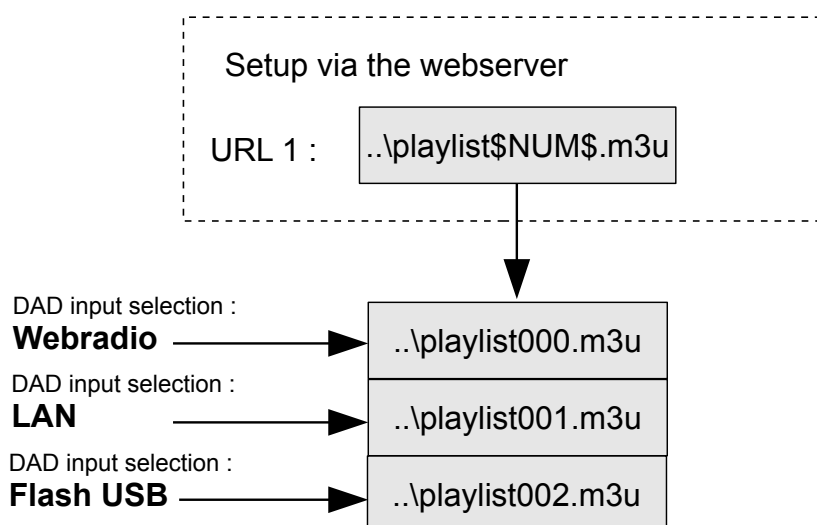 Setup via the webserver
URL 1 : ..\playlist$NUM$.m3u
DAD input selection :
Webradio ..\playlist000.m3u
DAD input selection :
LAN ..\playlist001.m3u
DAD input selection :
Flash USB ..\playlist002.m3u